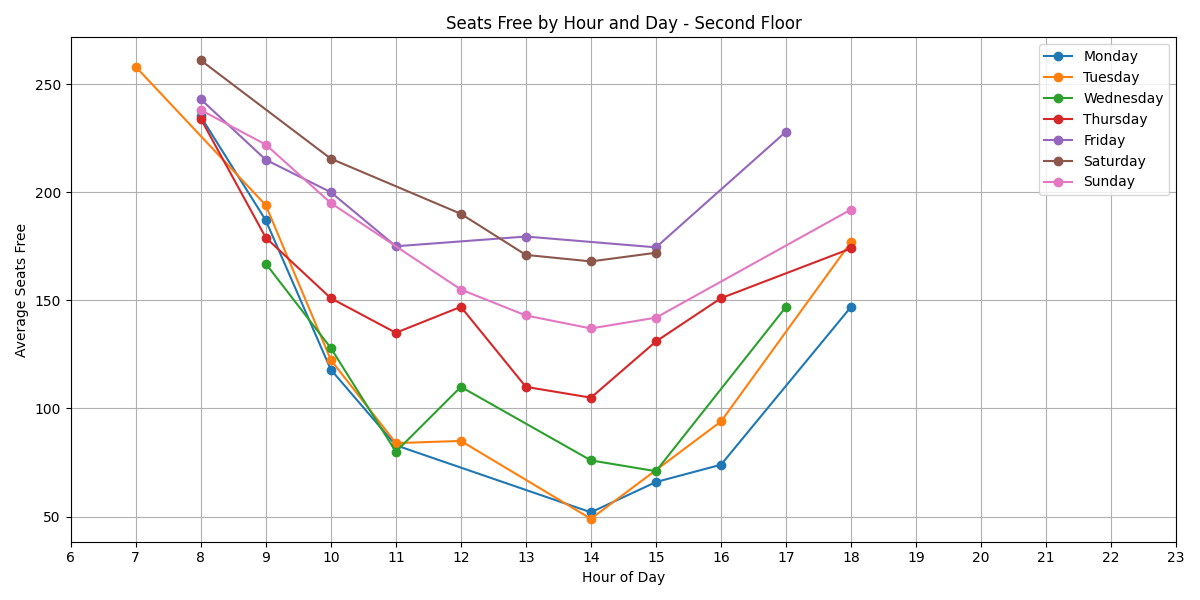 Seats Free by Hour and Day - Second Floor
Monday
Tuesday
Wednesday
Thursday
Friday
Saturday
Sunday
Average Seats Free
250
200
150
100
50
6 7 8 9 10 11 12 13 14 15 16 17 18 19 20 21 22 23
Hour of Day